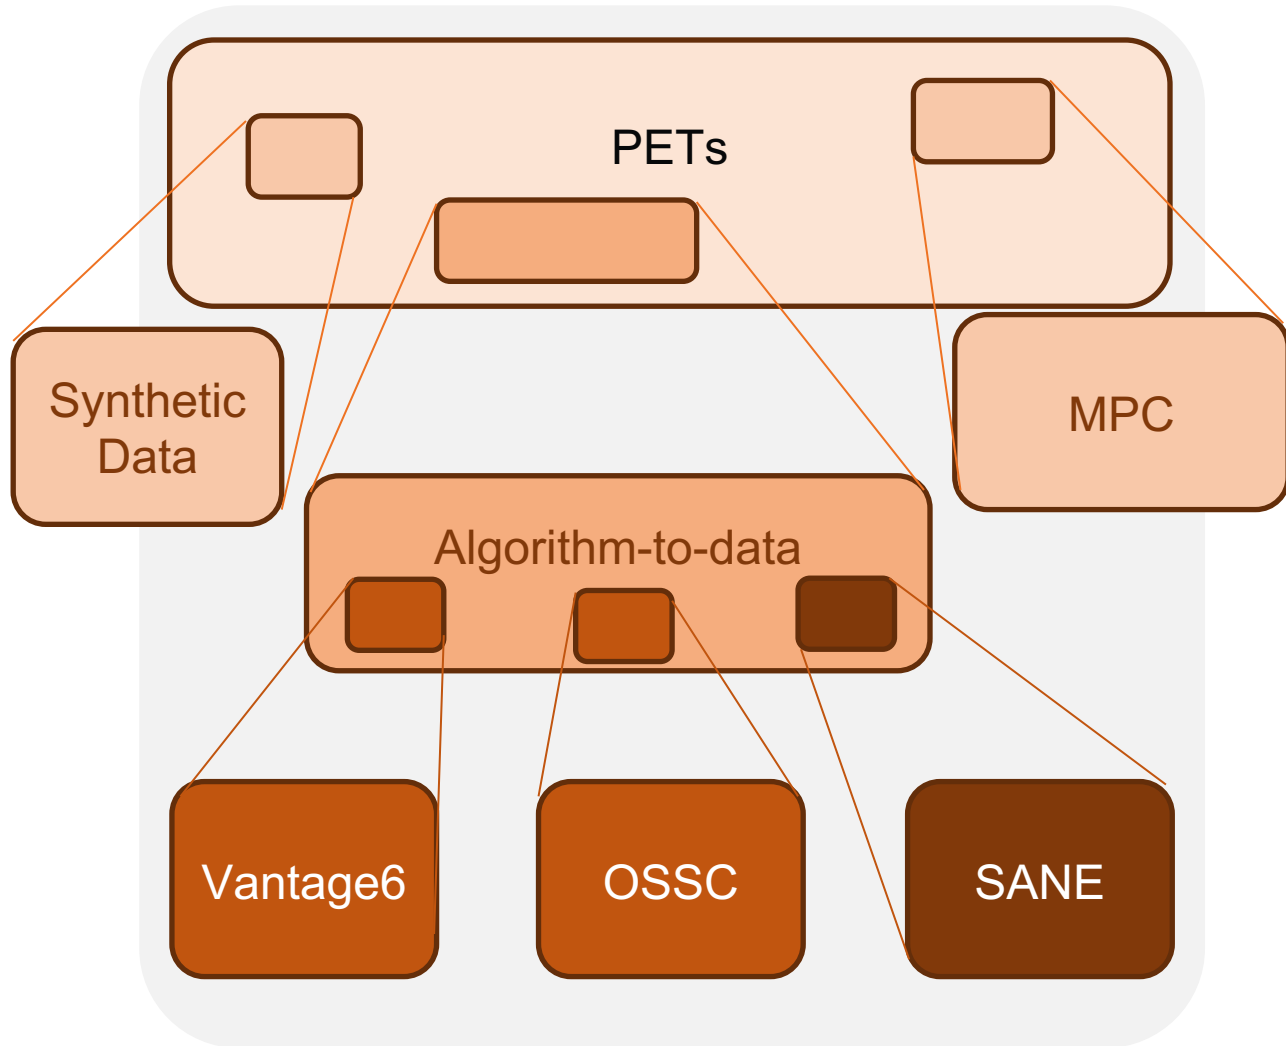 PETs
Synthetic
Data
MPC
Algorithm-to-data
Vantage6
OSSC
SANE